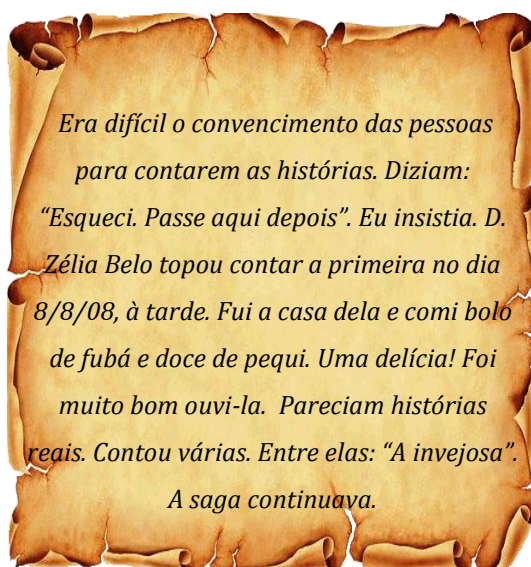 Era difícil o convencimento das pessoas
para contarem as histórias. Diziam:
“Esqueci. Passe aqui depois”. Eu insistia. D.
Zélia Belo topou contar a primeira no dia
8/8/08, à tarde. Fui a casa dela e comi bolo
de fubá e doce de pequi. Uma delícia! Foi
muito bom ouvi-la. Pareciam histórias
reais. Contou várias. Entre elas: “A invejosa”.
A saga continuava.